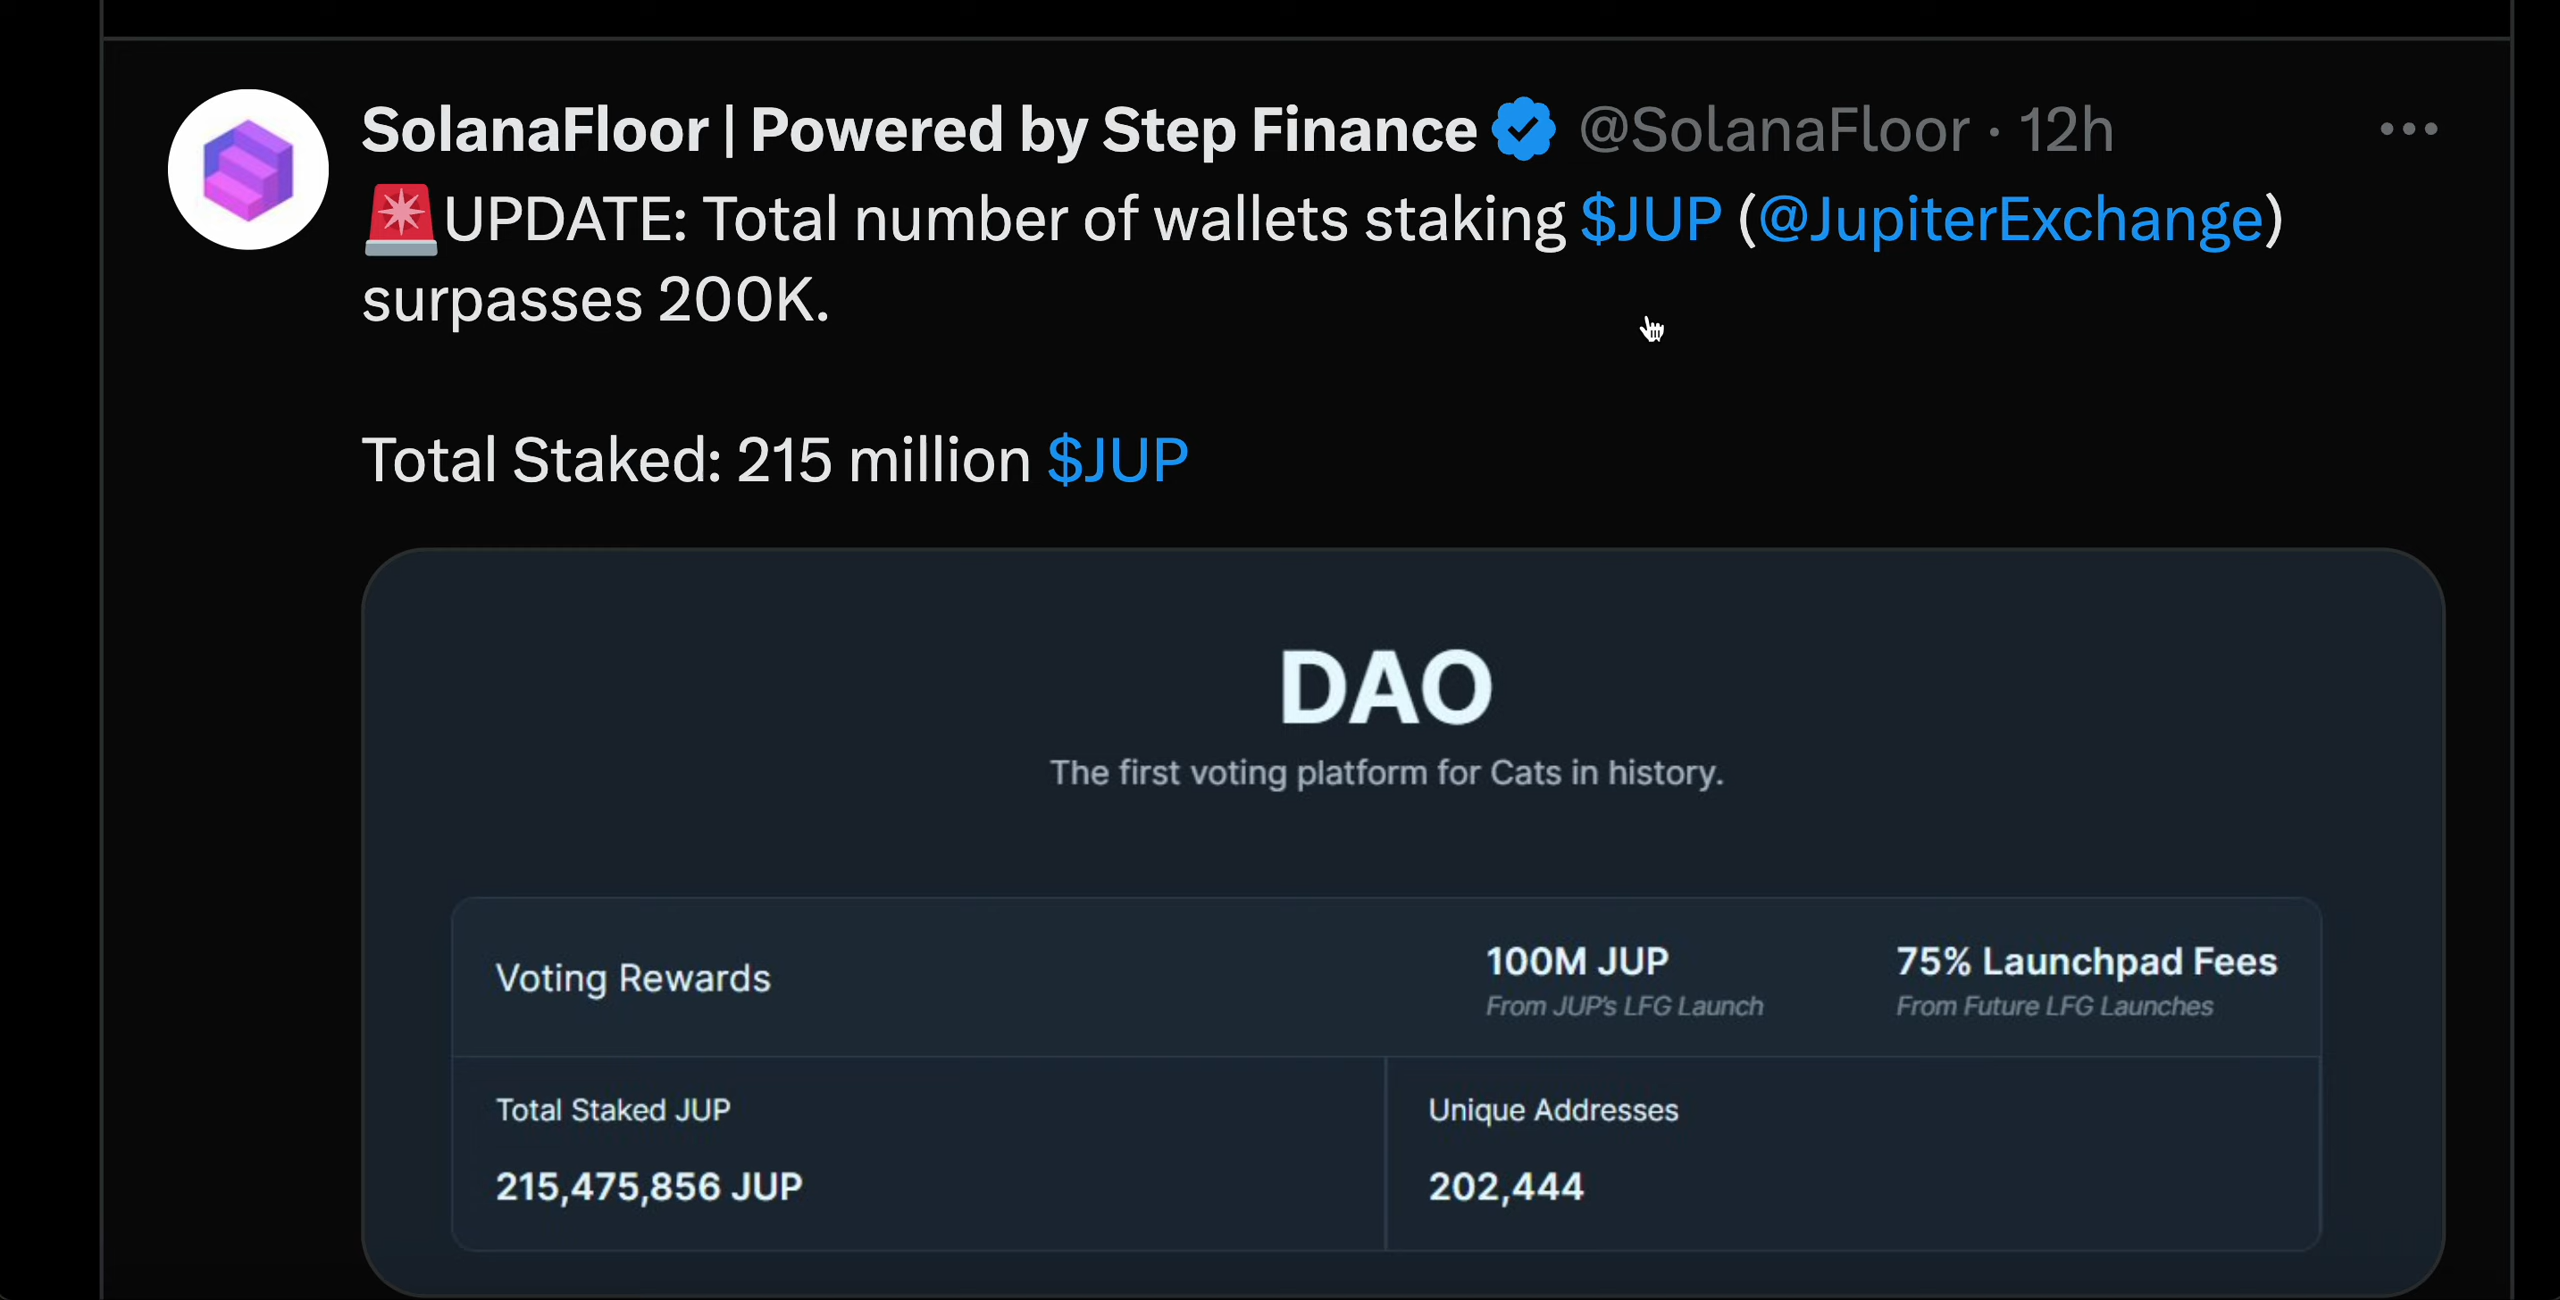 SolanaFloor | Powered by Step Finance @SolanaFloor · 12h
🚨UPDATE: Total number of wallets staking $JUP (@JupiterExchange)
surpasses 200K.
Total Staked: 215 million $JUP
DAO
The first voting platform for Cats in history.
Voting Rewards
100M JUP
From JUP's LFG Launch
75% Launchpad Fees
From Future LFG Launches
Total Staked JUP
215,475,856 JUP
Unique Addresses
202,444